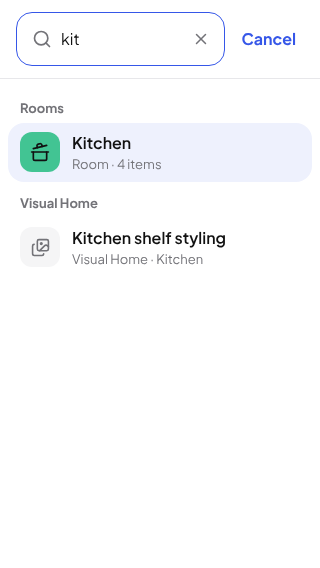 kit
Cancel
Rooms
Kitchen
Room · 4 items
Visual Home
Kitchen shelf styling
Visual Home · Kitchen